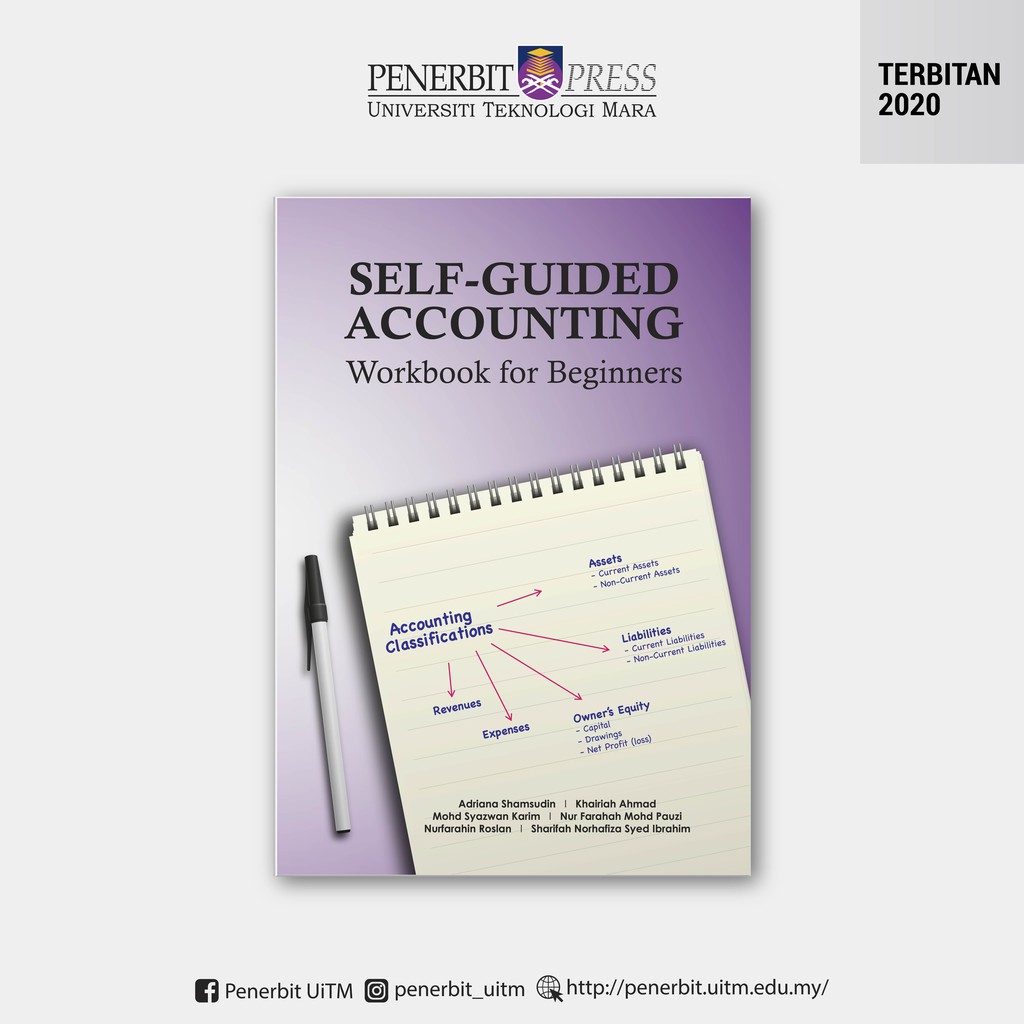 PENERBIT PRESS
UNIVERSITI TEKNOLOGI MARA
TERBITAN
2020
SELF-GUIDED
ACCOUNTING
Workbook for Beginners
Assets
- Current Assets
- Non-Current Assets
Accounting
Classifications
Liabilities
- Current Liabilities
- Non-Current Liabilities
Revenues
Expenses
Owner's Equity
- Capital
- Drawings
- Net Profit (loss)
Adriana Shamsudin | Khairiah Ahmad
Mohd Syazwan Karim | Nur Farahah Mohd Pauzi
Nurfarahin Roslan | Sharifah Norhafiza Syed Ibrahim
Penerbit UiTM penerbit_uitm http://penerbit.uitm.edu.my/